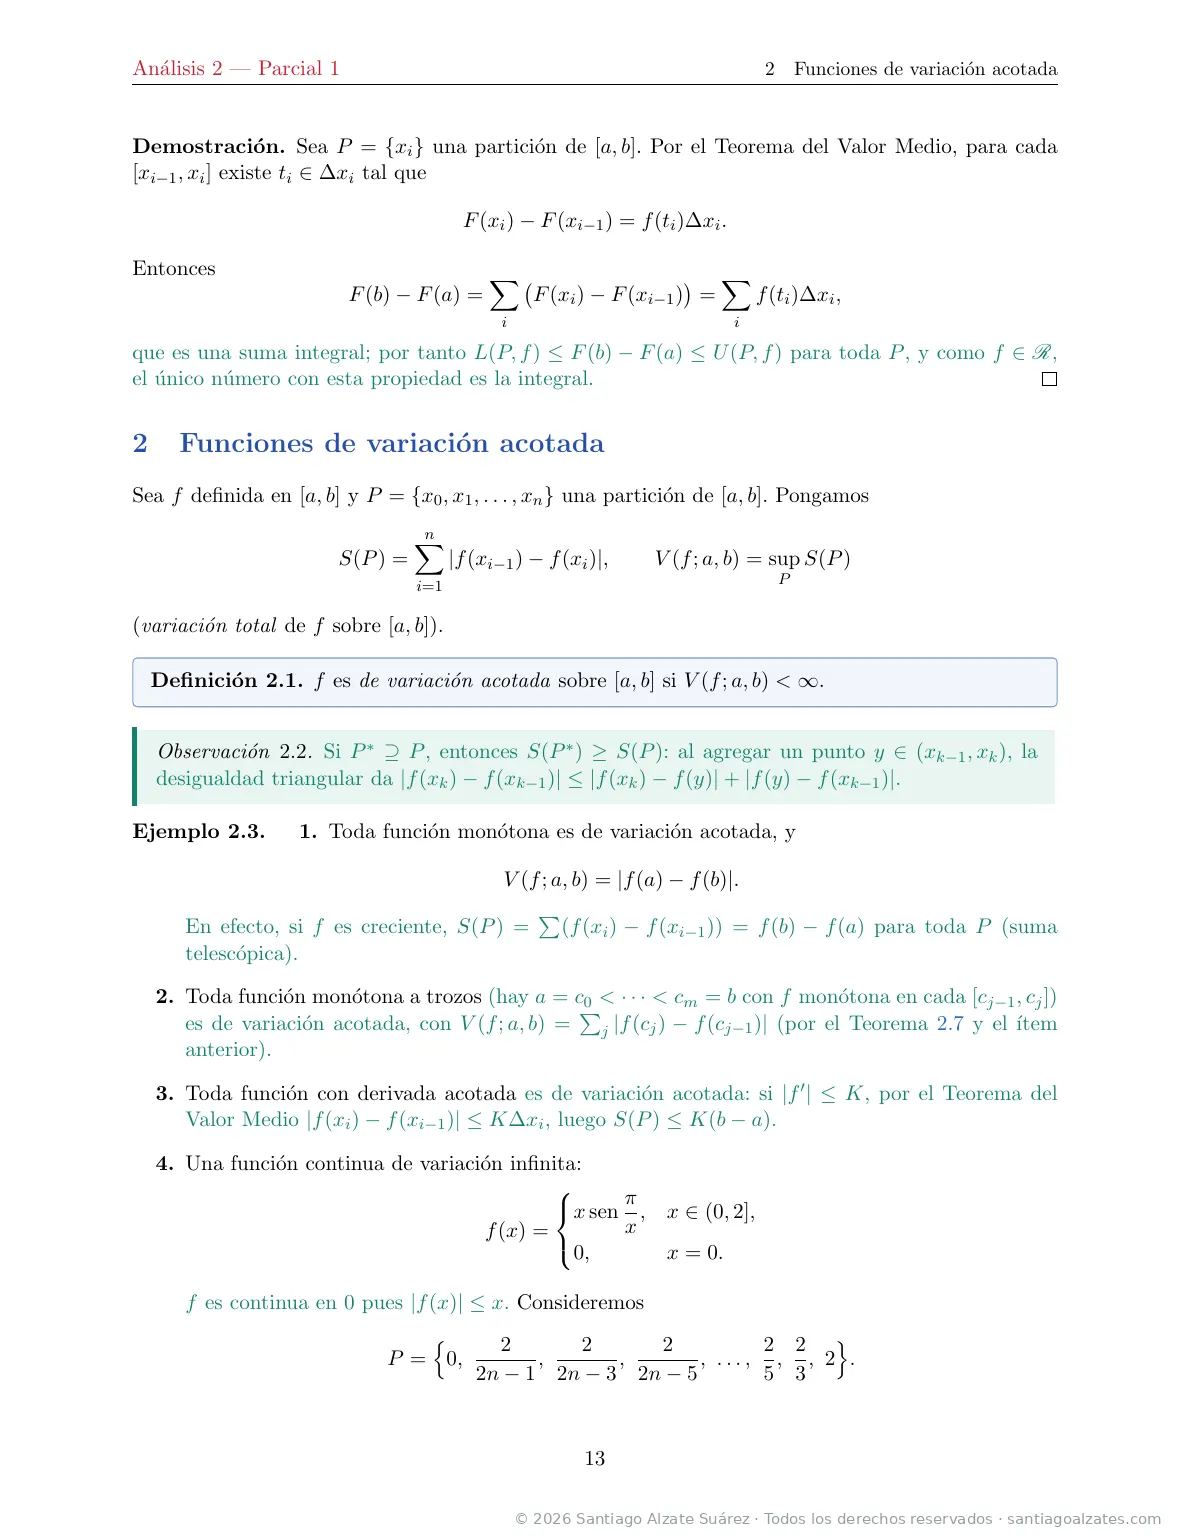 Análisis 2 — Parcial 1    2 Funciones de variación acotada
Demostración. Sea P = {x_i} una partición de [a, b]. Por el Teorema del Valor Medio, para cada
[x_{i−1}, x_i] existe t_i ∈ Δx_i tal que
F(x_i) − F(x_{i−1}) = f(t_i)Δx_i.
Entonces
F(b) − F(a) = ∑_i (F(x_i) − F(x_{i−1})) = ∑_i f(t_i)Δx_i,
que es una suma integral; por tanto L(P, f) ≤ F(b) − F(a) ≤ U(P, f) para toda P, y como f ∈ ℛ,
el único número con esta propiedad es la integral. □
2 Funciones de variación acotada
Sea f definida en [a, b] y P = {x_0, x_1, . . . , x_n} una partición de [a, b]. Pongamos
S(P) = ∑_{i=1}^{n} |f(x_{i−1}) − f(x_i)|,    V(f; a, b) = sup_P S(P)
(variación total de f sobre [a, b]).
Definición 2.1. f es de variación acotada sobre [a, b] si V(f; a, b) < ∞.
Observación 2.2. Si P* ⊇ P, entonces S(P*) ≥ S(P): al agregar un punto y ∈ (x_{k−1}, x_k), la
desigualdad triangular da |f(x_k) − f(x_{k−1})| ≤ |f(x_k) − f(y)| + |f(y) − f(x_{k−1})|.
Ejemplo 2.3. 1. Toda función monótona es de variación acotada, y
V(f; a, b) = |f(a) − f(b)|.
En efecto, si f es creciente, S(P) = ∑(f(x_i) − f(x_{i−1})) = f(b) − f(a) para toda P (suma
telescópica).
2. Toda función monótona a trozos (hay a = c_0 < · · · < c_m = b con f monótona en cada [c_{j−1}, c_j])
es de variación acotada, con V(f; a, b) = ∑_j |f(c_j) − f(c_{j−1})| (por el Teorema 2.7 y el ítem
anterior).
3. Toda función con derivada acotada es de variación acotada: si |f′| ≤ K, por el Teorema del
Valor Medio |f(x_i) − f(x_{i−1})| ≤ KΔx_i, luego S(P) ≤ K(b − a).
4. Una función continua de variación infinita:
f(x) = { x sen π/x, x ∈ (0, 2],
0, x = 0.
f es continua en 0 pues |f(x)| ≤ x. Consideremos
P = {0, 2/(2n − 1), 2/(2n − 3), 2/(2n − 5), . . . , 2/5, 2/3, 2}.
13
© 2026 Santiago Alzate Suárez · Todos los derechos reservados · santiagoalzates.com